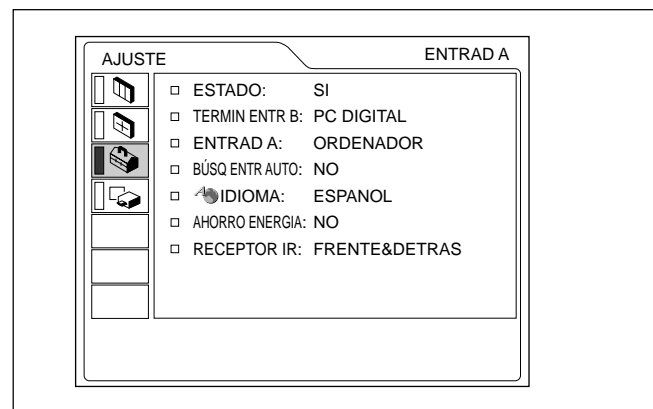 AJUSTE ENTRAD A
ESTADO: SI
TERMIN ENTR B: PC DIGITAL
ENTRAD A: ORDENADOR
BÚSQ ENTR AUTO: NO
IDIOMA: ESPANOL
AHORRO ENERGIA: NO
RECEPTOR IR: FRENTE&DETRAS